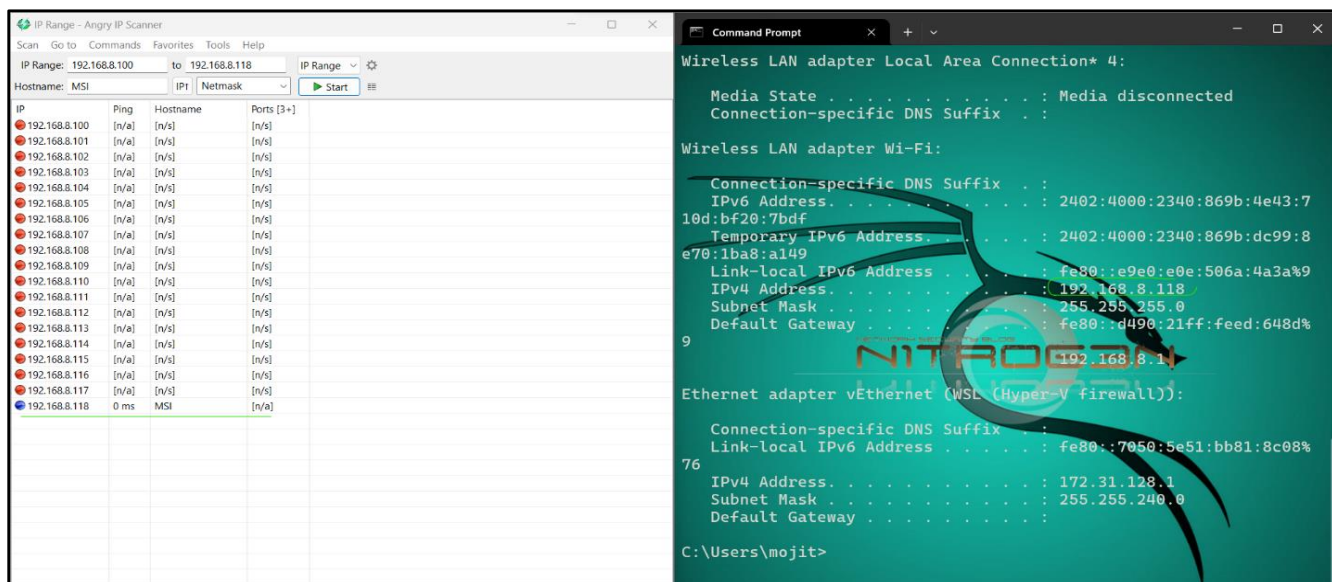 IP Range - Angry IP Scanner
Scan Go to Commands Favorites Tools Help
IP Range: 192.168.8.100 to 192.168.8.118 IP Range
Hostname: MSI IP↑ Netmask Start
IP Ping Hostname Ports [3+]
192.168.8.100 [n/a] [n/s] [n/s]
192.168.8.101 [n/a] [n/s] [n/s]
192.168.8.102 [n/a] [n/s] [n/s]
192.168.8.103 [n/a] [n/s] [n/s]
192.168.8.104 [n/a] [n/s] [n/s]
192.168.8.105 [n/a] [n/s] [n/s]
192.168.8.106 [n/a] [n/s] [n/s]
192.168.8.107 [n/a] [n/s] [n/s]
192.168.8.108 [n/a] [n/s] [n/s]
192.168.8.109 [n/a] [n/s] [n/s]
192.168.8.110 [n/a] [n/s] [n/s]
192.168.8.111 [n/a] [n/s] [n/s]
192.168.8.112 [n/a] [n/s] [n/s]
192.168.8.113 [n/a] [n/s] [n/s]
192.168.8.114 [n/a] [n/s] [n/s]
192.168.8.115 [n/a] [n/s] [n/s]
192.168.8.116 [n/a] [n/s] [n/s]
192.168.8.117 [n/a] [n/s] [n/s]
192.168.8.118 0 ms MSI [n/a]
Command Prompt
Wireless LAN adapter Local Area Connection* 4:
Media State . . . . . . . . . . . : Media disconnected
Connection-specific DNS Suffix . :
Wireless LAN adapter Wi-Fi:
Connection-specific DNS Suffix . :
IPv6 Address. . . . . . . . . . . : 2402:4000:2340:869b:4e43:7
10d:bf20:7bdf
Temporary IPv6 Address. . . . . . : 2402:4000:2340:869b:dc99:8
e70:1ba8:a149
Link-local IPv6 Address . . . . . : fe80::e9e0:e0e:506a:4a3a%9
IPv4 Address. . . . . . . . . . . : 192.168.8.118
Subnet Mask . . . . . . . . . . . : 255.255.255.0
Default Gateway . . . . . . . . . : fe80::d490:21ff:feed:648d%
9
192.168.8.1
Ethernet adapter vEthernet (WSL (Hyper-V firewall)):
Connection-specific DNS Suffix . :
Link-local IPv6 Address . . . . . : fe80::7050:5e51:bb81:8c08%
76
IPv4 Address. . . . . . . . . . . : 172.31.128.1
Subnet Mask . . . . . . . . . . . : 255.255.240.0
Default Gateway . . . . . . . . . :
C:\Users\mojit>